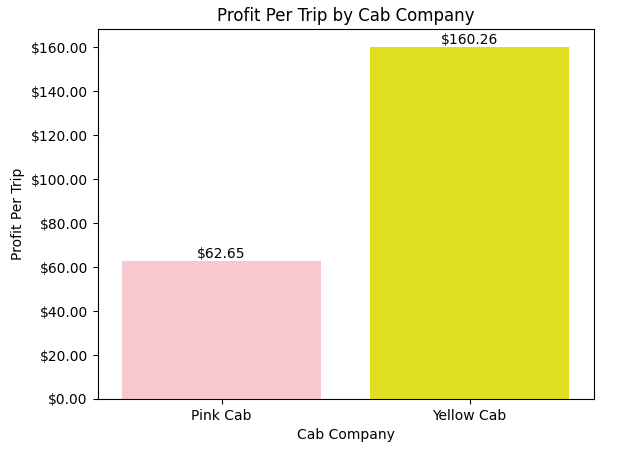 Profit Per Trip by Cab Company
$160.00
$140.00
$120.00
$100.00
$80.00
$60.00
$40.00
$20.00
$0.00
Profit Per Trip
$62.65
$160.26
Pink Cab
Yellow Cab
Cab Company